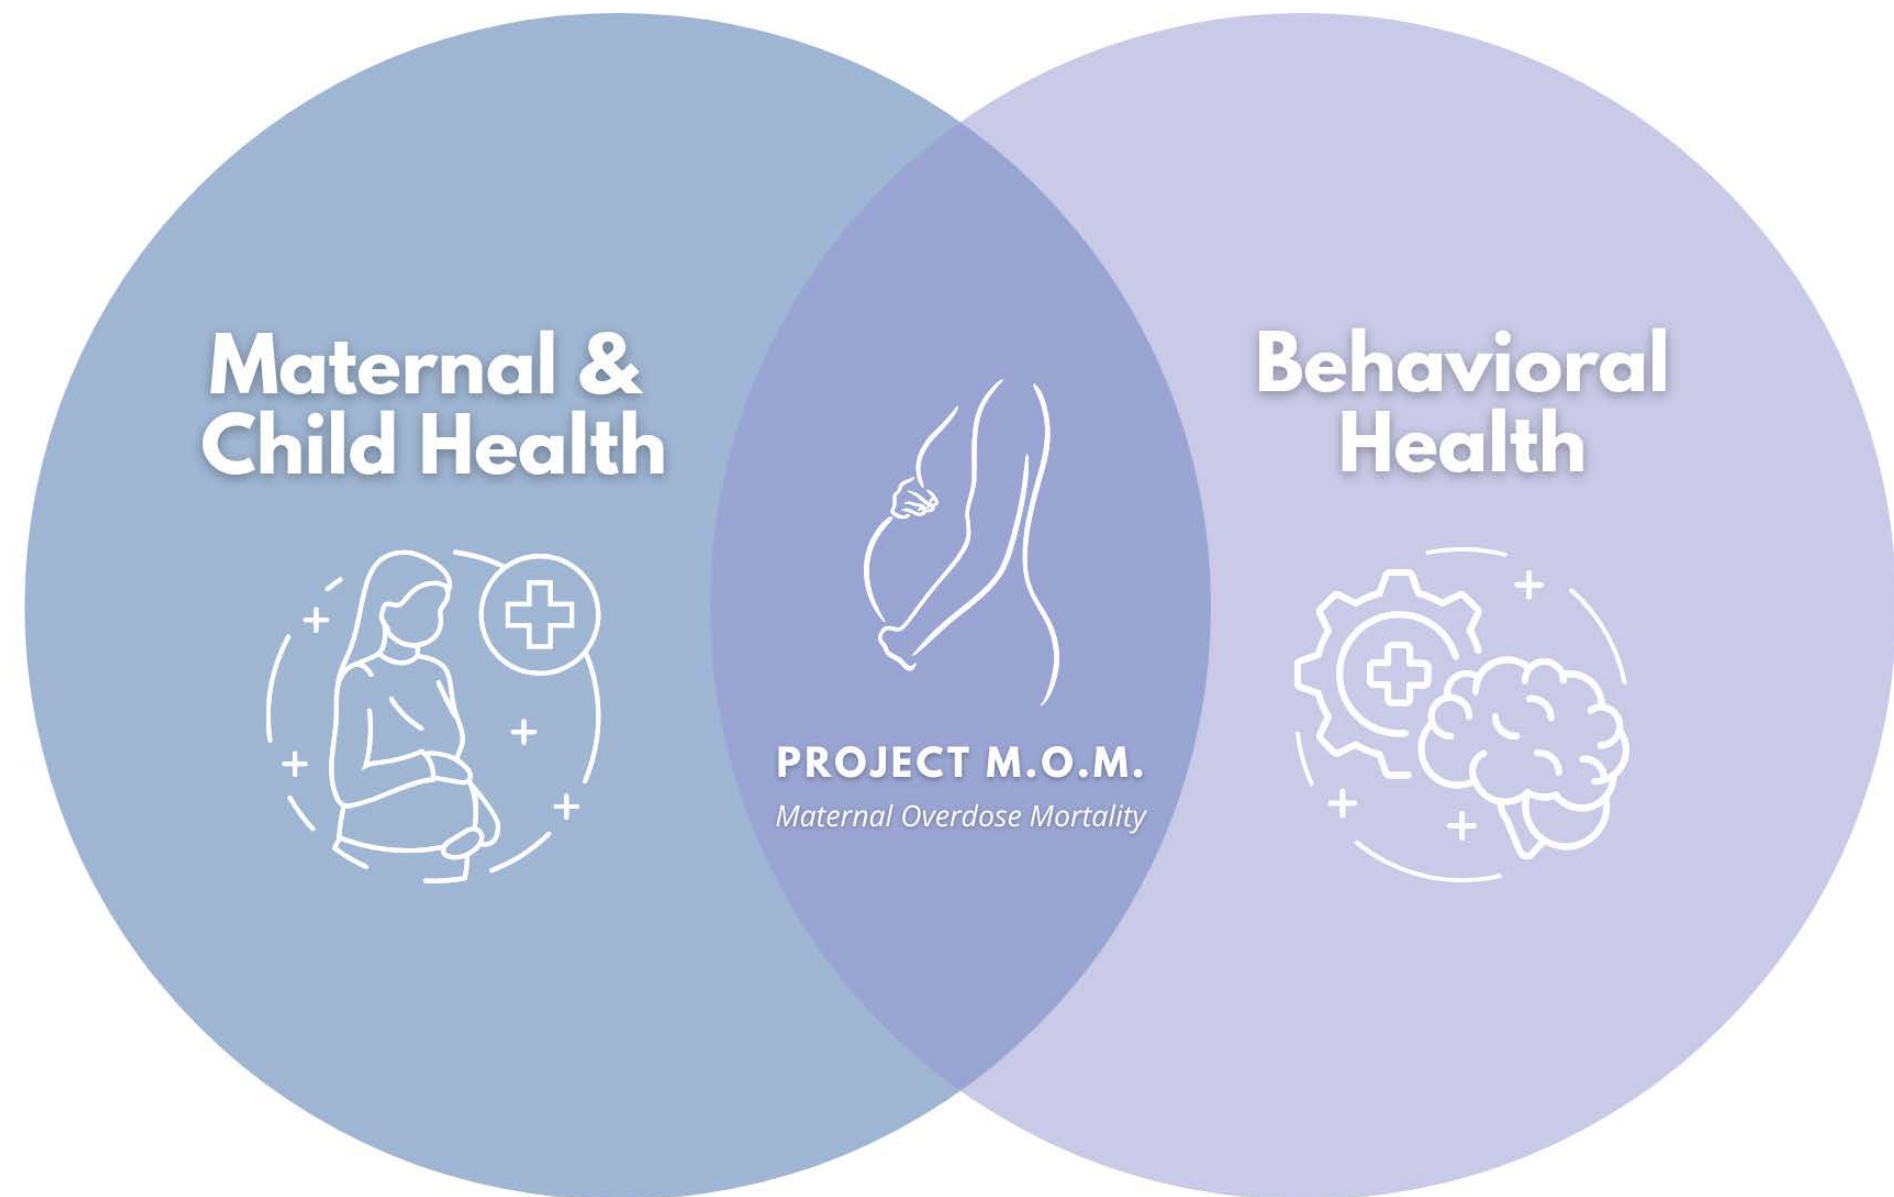 Maternal &
Child Health
PROJECT M.O.M.
Maternal Overdose Mortality
Behavioral
Health